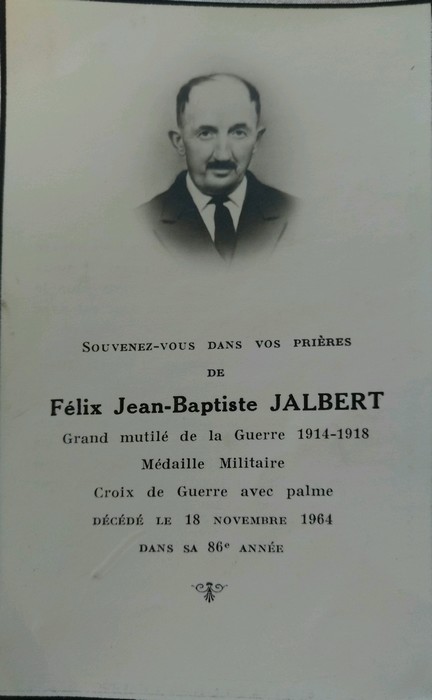 Souvenez-vous dans vos prières
de
Félix Jean-Baptiste JALBERT
Grand mutilé de la Guerre 1914-1918
Médaille Militaire
Croix de Guerre avec palme
décédé le 18 novembre 1964
dans sa 86e année